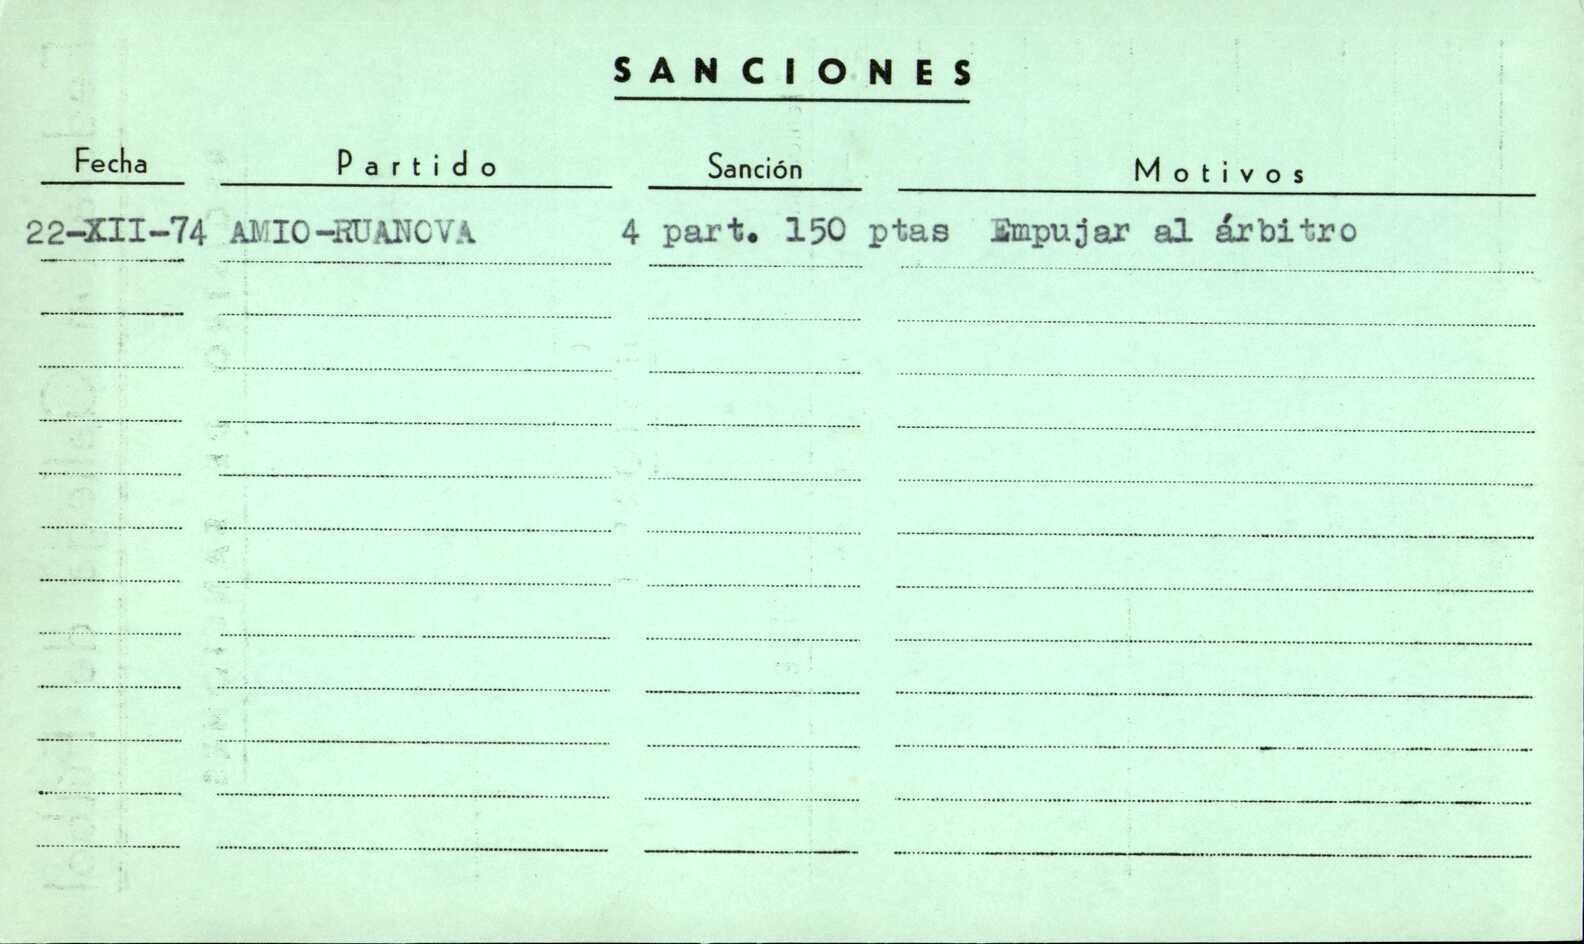 SANCIONES
Fecha Partido Sanción Motivos
22-XII-74 AMIO-RUANOVA 4 part. 150 ptas Empujar al árbitro